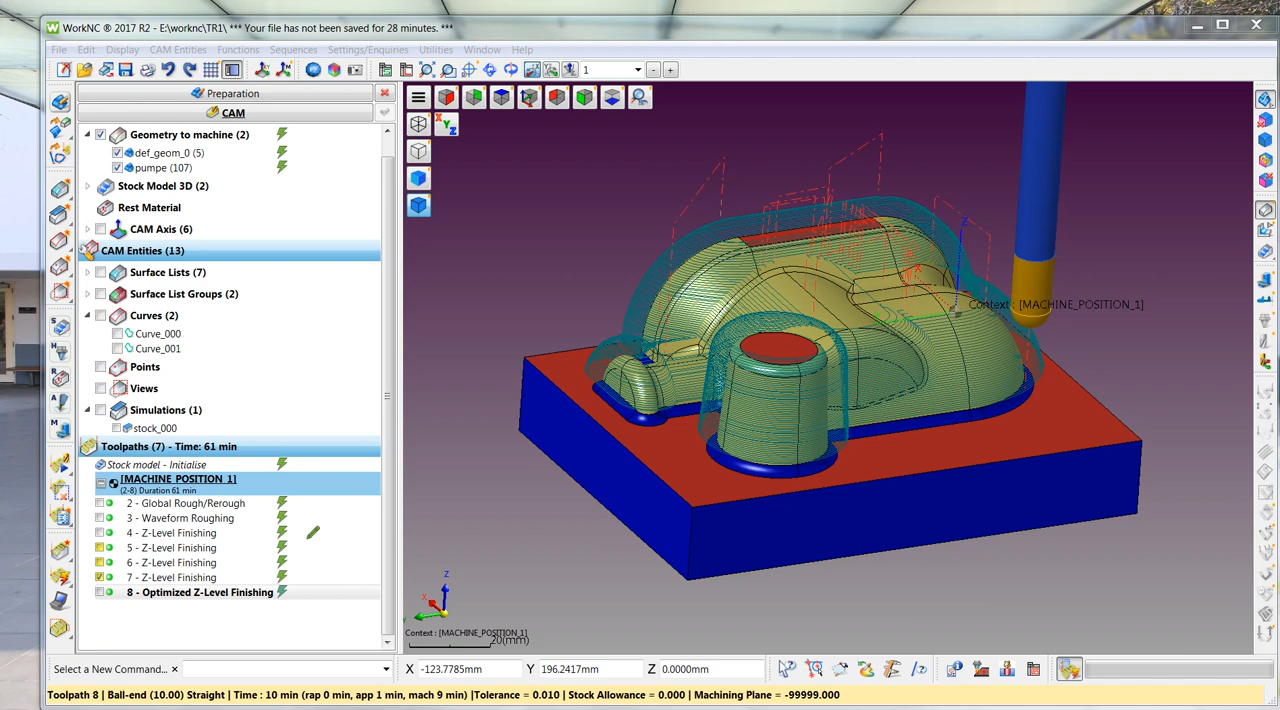 WorkNC ® 2017 R2 - E:\worknc\TR1\ *** Your file has not been saved for 28 minutes. ***
File Edit Display CAM Entities Functions Sequences Settings/Enquiries Utilities Window Help
1
Preparation
CAM
Geometry to machine (2)
def_geom_0 (5)
pumpe (107)
Stock Model 3D (2)
Rest Material
CAM Axis (6)
CAM Entities (13)
Surface Lists (7)
Surface List Groups (2)
Curves (2)
Curve_000
Curve_001
Points
Views
Simulations (1)
stock_000
Toolpaths (7) - Time: 61 min
Stock model - Initialise
[MACHINE POSITION 1]
(2-8) Duration 61 min
2 - Global Rough/Rerough
3 - Waveform Roughing
4 - Z-Level Finishing
5 - Z-Level Finishing
6 - Z-Level Finishing
7 - Z-Level Finishing
8 - Optimized Z-Level Finishing
X
Y
Z
Z
X
Context : [MACHINE_POSITION_1]
Z
X
Y
Context : [MACHINE_POSITION_1]
20(mm)
Select a New Command... × X -123.7785mm Y 196.2417mm Z 0.0000mm
Toolpath 8 | Ball-end (10.00) Straight | Time : 10 min (rap 0 min, app 1 min, mach 9 min) |Tolerance = 0.010 | Stock Allowance = 0.000 | Machining Plane = -99999.000